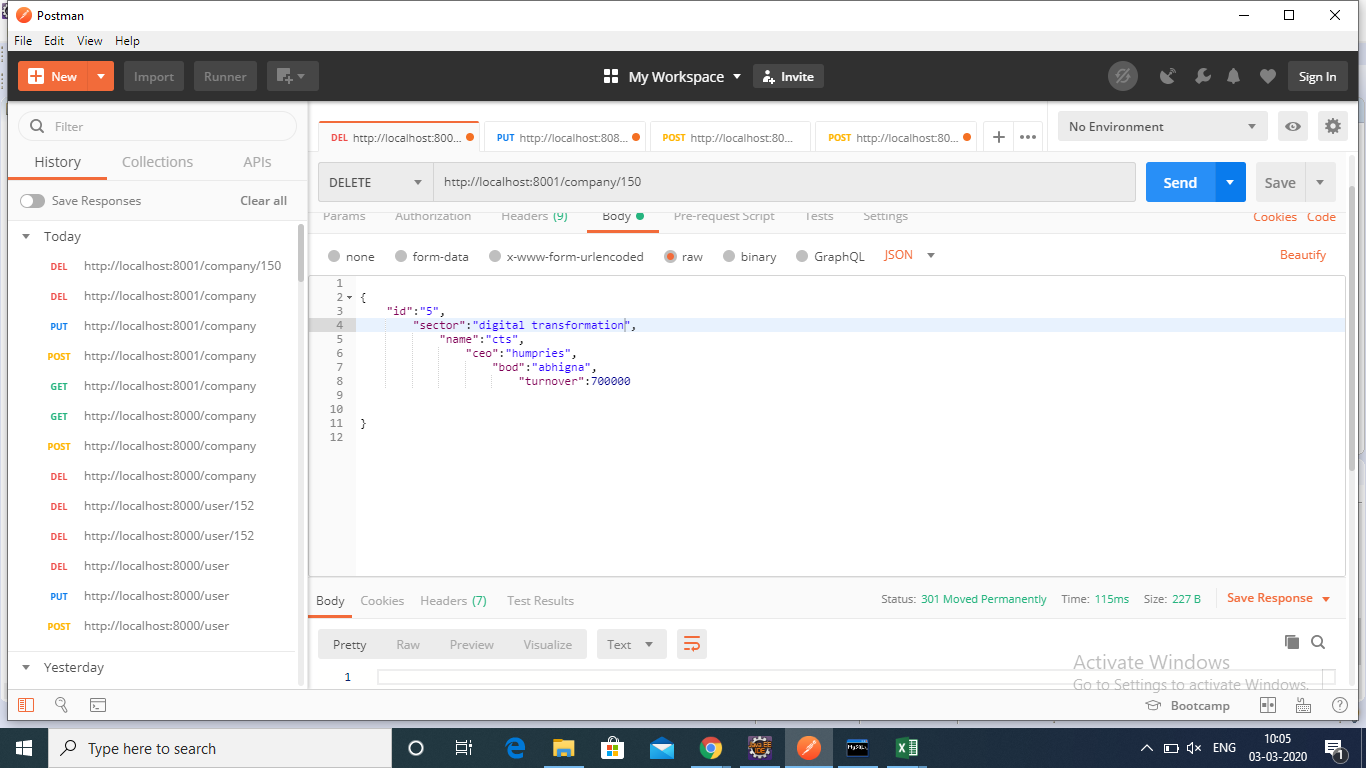 Postman
File Edit View Help
New Import Runner My Workspace Invite Sign In
Filter
History Collections APIs
Save Responses Clear all
Today
DEL http://localhost:8001/company/150
DEL http://localhost:8001/company
PUT http://localhost:8001/company
POST http://localhost:8001/company
GET http://localhost:8001/company
GET http://localhost:8000/company
POST http://localhost:8000/company
DEL http://localhost:8000/company
DEL http://localhost:8000/user/152
DEL http://localhost:8000/user/152
DEL http://localhost:8000/user
PUT http://localhost:8000/user
POST http://localhost:8000/user
Yesterday
DEL http://localhost:800... PUT http://localhost:808... POST http://localhost:80... POST http://localhost:80... + ••• No Environment
DELETE http://localhost:8001/company/150 Send Save
Params Authorization Headers (9) Body Pre-request Script Tests Settings Cookies Code
none form-data x-www-form-urlencoded raw binary GraphQL JSON Beautify
1
2 {
3 "id":"5",
4 "sector":"digital transformation",
5 "name":"cts",
6 "ceo":"humpries",
7 "bod":"abhigna",
8 "turnover":700000
9
10
11 }
12
Body Cookies Headers (7) Test Results Status: 301 Moved Permanently Time: 115ms Size: 227 B Save Response
Pretty Raw Preview Visualize Text
1
Activate Windows
Go to Settings to activate Windows.
Bootcamp
Type here to search
JAVA EE IDE
MySQL
ENG
10:05
03-03-2020
1